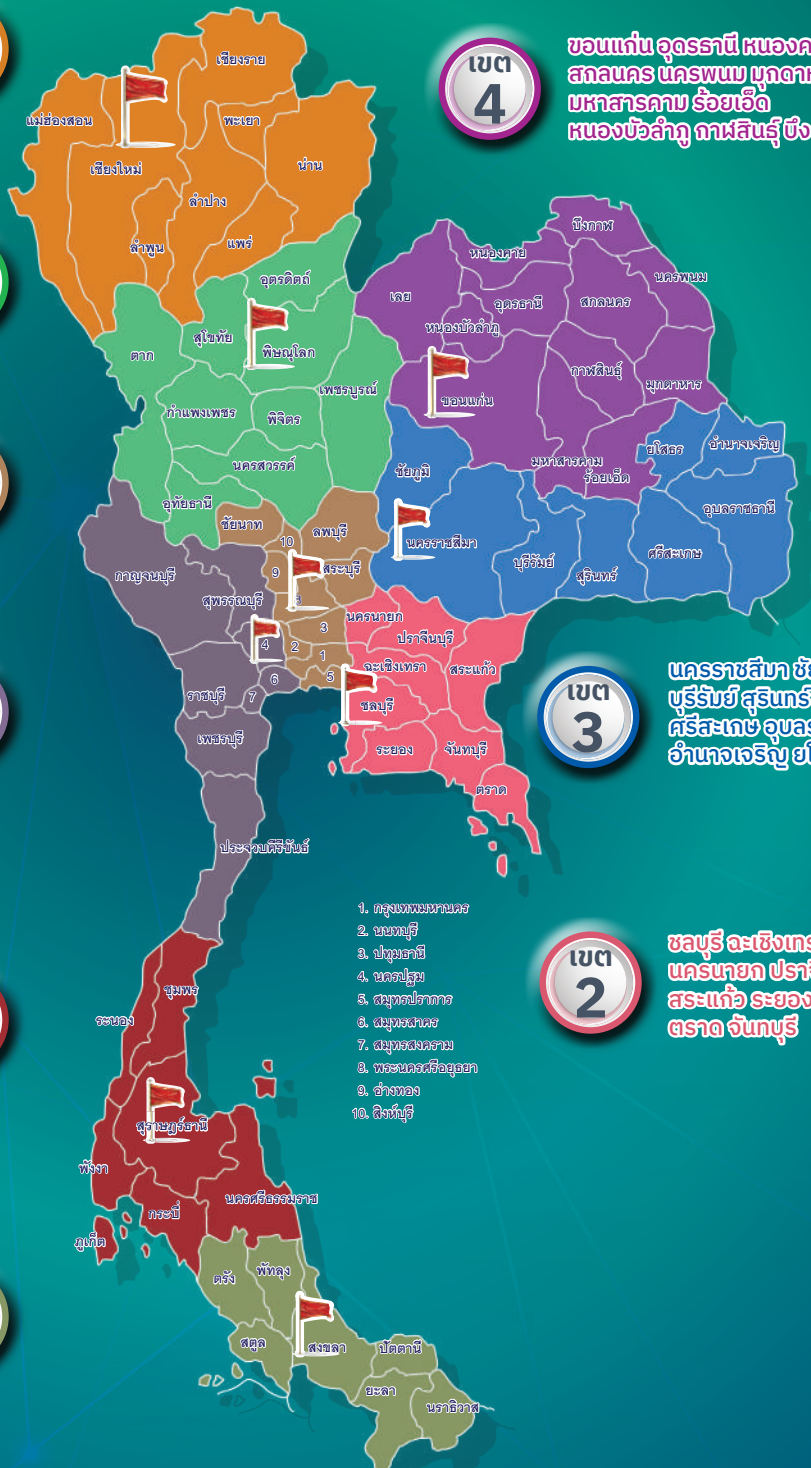 เชียงราย
แม่ฮ่องสอน
พะเยา
เชียงใหม่
น่าน
ลำปาง
ลำพูน
แพร่
อุตรดิตถ์
สุโขทัย
ตาก
พิษณุโลก
เพชรบูรณ์
กำแพงเพชร
พิจิตร
นครสวรรค์
อุทัยธานี
เขต
4
ขอนแก่น อุดรธานี หนองค
สกลนคร นครพนม มุกดาห
มหาสารคาม ร้อยเอ็ด
หนองบัวลำภู กาฬสินธุ์ บึง
บึงกาฬ
หนองคาย
นครพนม
เลย
อุดรธานี
สกลนคร
หนองบัวลำภู
กาฬสินธุ์
มุกดาหาร
ขอนแก่น
มหาสารคาม
ร้อยเอ็ด
ยโสธร
อำนาจเจริญ
ชัยภูมิ
อุบลราชธานี
นครราชสีมา
บุรีรัมย์
สุรินทร์
ศรีสะเกษ
ชัยนาท
ลพบุรี
10
9
สระบุรี
8
กาญจนบุรี
สุพรรณบุรี
นครนายก
3
ปราจีนบุรี
4
2
1
ฉะเชิงเทรา
สระแก้ว
5
6
7
ราชบุรี
ชลบุรี
เพชรบุรี
ระยอง
จันทบุรี
ตราด
ประจวบคีรีขันธ์
เขต
3
นครราชสีมา ชั
บุรีรัมย์ สุรินทร์
ศรีสะเกษ อุบลร
อำนาจเจริญ ย
1. กรุงเทพมหานคร
2. นนทบุรี
3. ปทุมธานี
4. นครปฐม
5. สมุทรปราการ
6. สมุทรสาคร
7. สมุทรสงคราม
8. พระนครศรีอยุธยา
9. อ่างทอง
10. สิงห์บุรี
เขต
2
ชลบุรี ฉะเชิงเทร
นครนายก ปราจี
สระแก้ว ระยอง
ตราด จันทบุรี
ชุมพร
ระนอง
สุราษฎร์ธานี
พังงา
นครศรีธรรมราช
กระบี่
ภูเก็ต
ตรัง
พัทลุง
สตูล
สงขลา
ปัตตานี
ยะลา
นราธิวาส